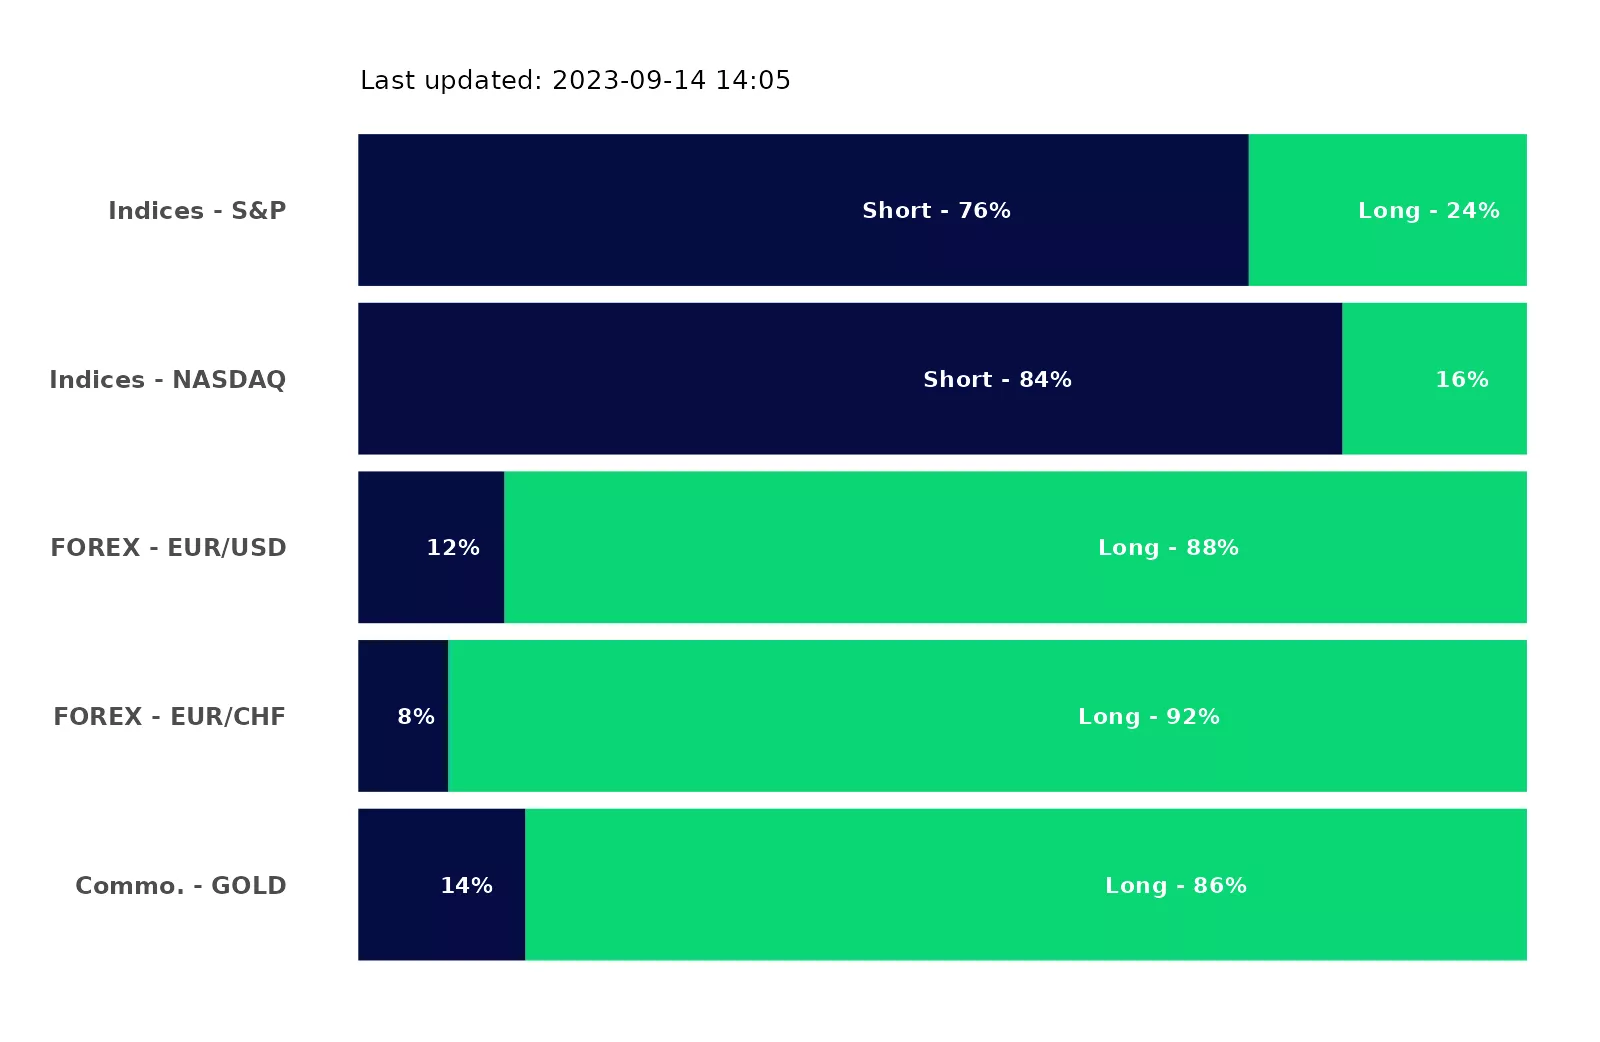 Last updated: 2023-09-14 14:05
Indices - S&P Short - 76% Long - 24%
Indices - NASDAQ Short - 84% 16%
FOREX - EUR/USD 12% Long - 88%
FOREX - EUR/CHF 8% Long - 92%
Commo. - GOLD 14% Long - 86%